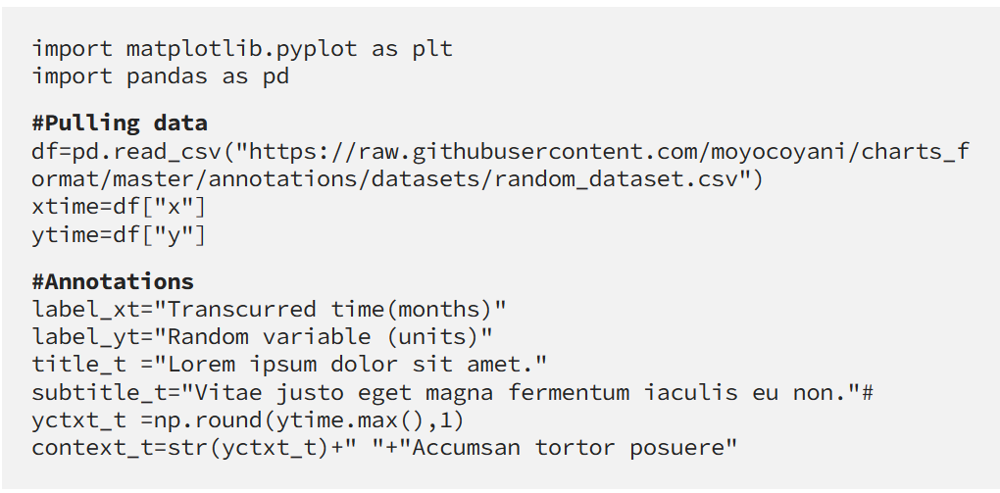 import matplotlib.pyplot as plt
import pandas as pd
#Pulling data
df=pd.read_csv("https://raw.githubusercontent.com/moyocoyani/charts_f
ormat/master/annotations/datasets/random_dataset.csv")
xtime=df["x"]
ytime=df["y"]
#Annotations
label_xt="Transcurred time(months)"
label_yt="Random variable (units)"
title_t ="Lorem ipsum dolor sit amet."
subtitle_t="Vitae justo eget magna fermentum iaculis eu non."#
yctxt_t =np.round(ytime.max(),1)
context_t=str(yctxt_t)+" "+"Accumsan tortor posuere"